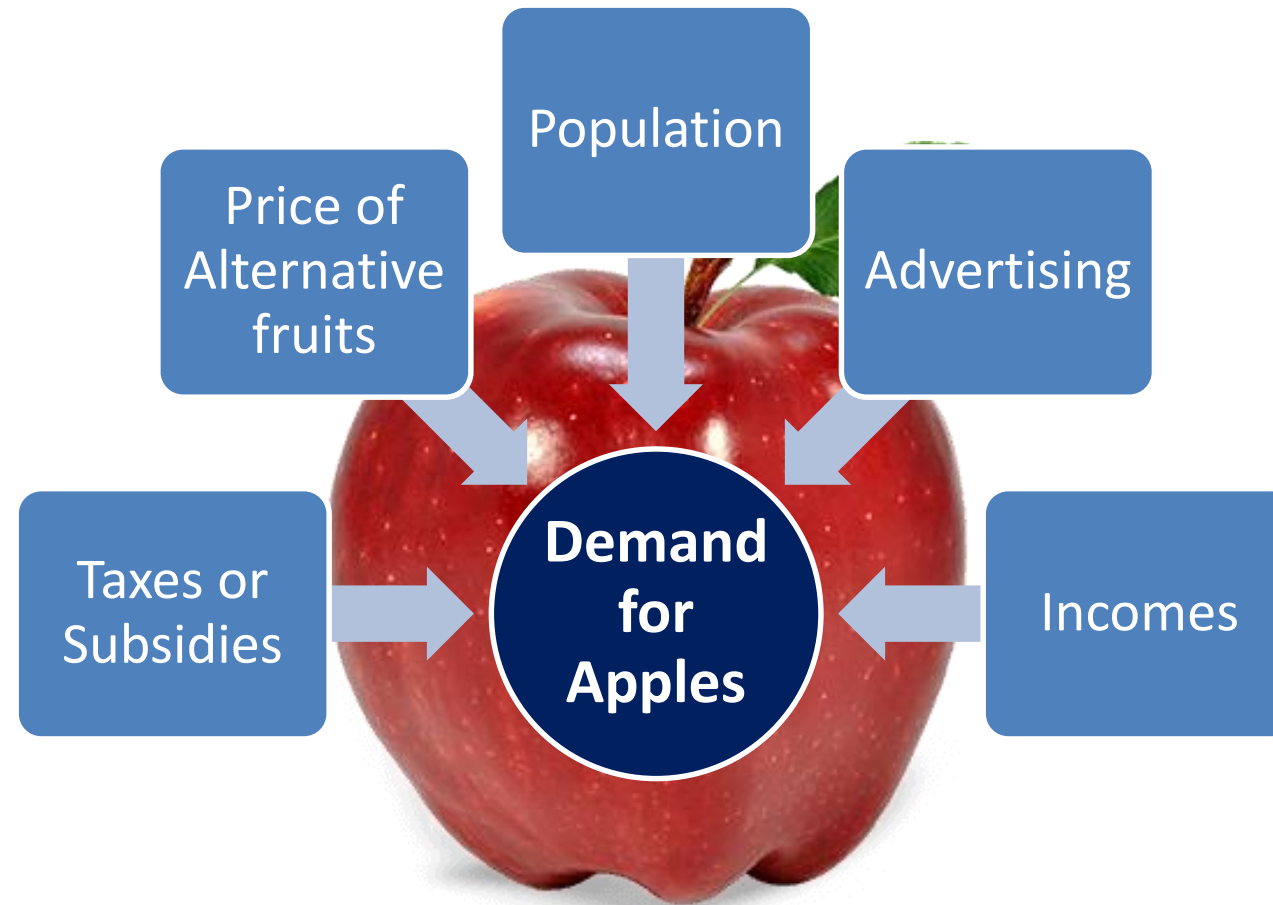 Population
Price of
Alternative
fruits
Advertising
Taxes or
Subsidies
Demand
for
Apples
Incomes